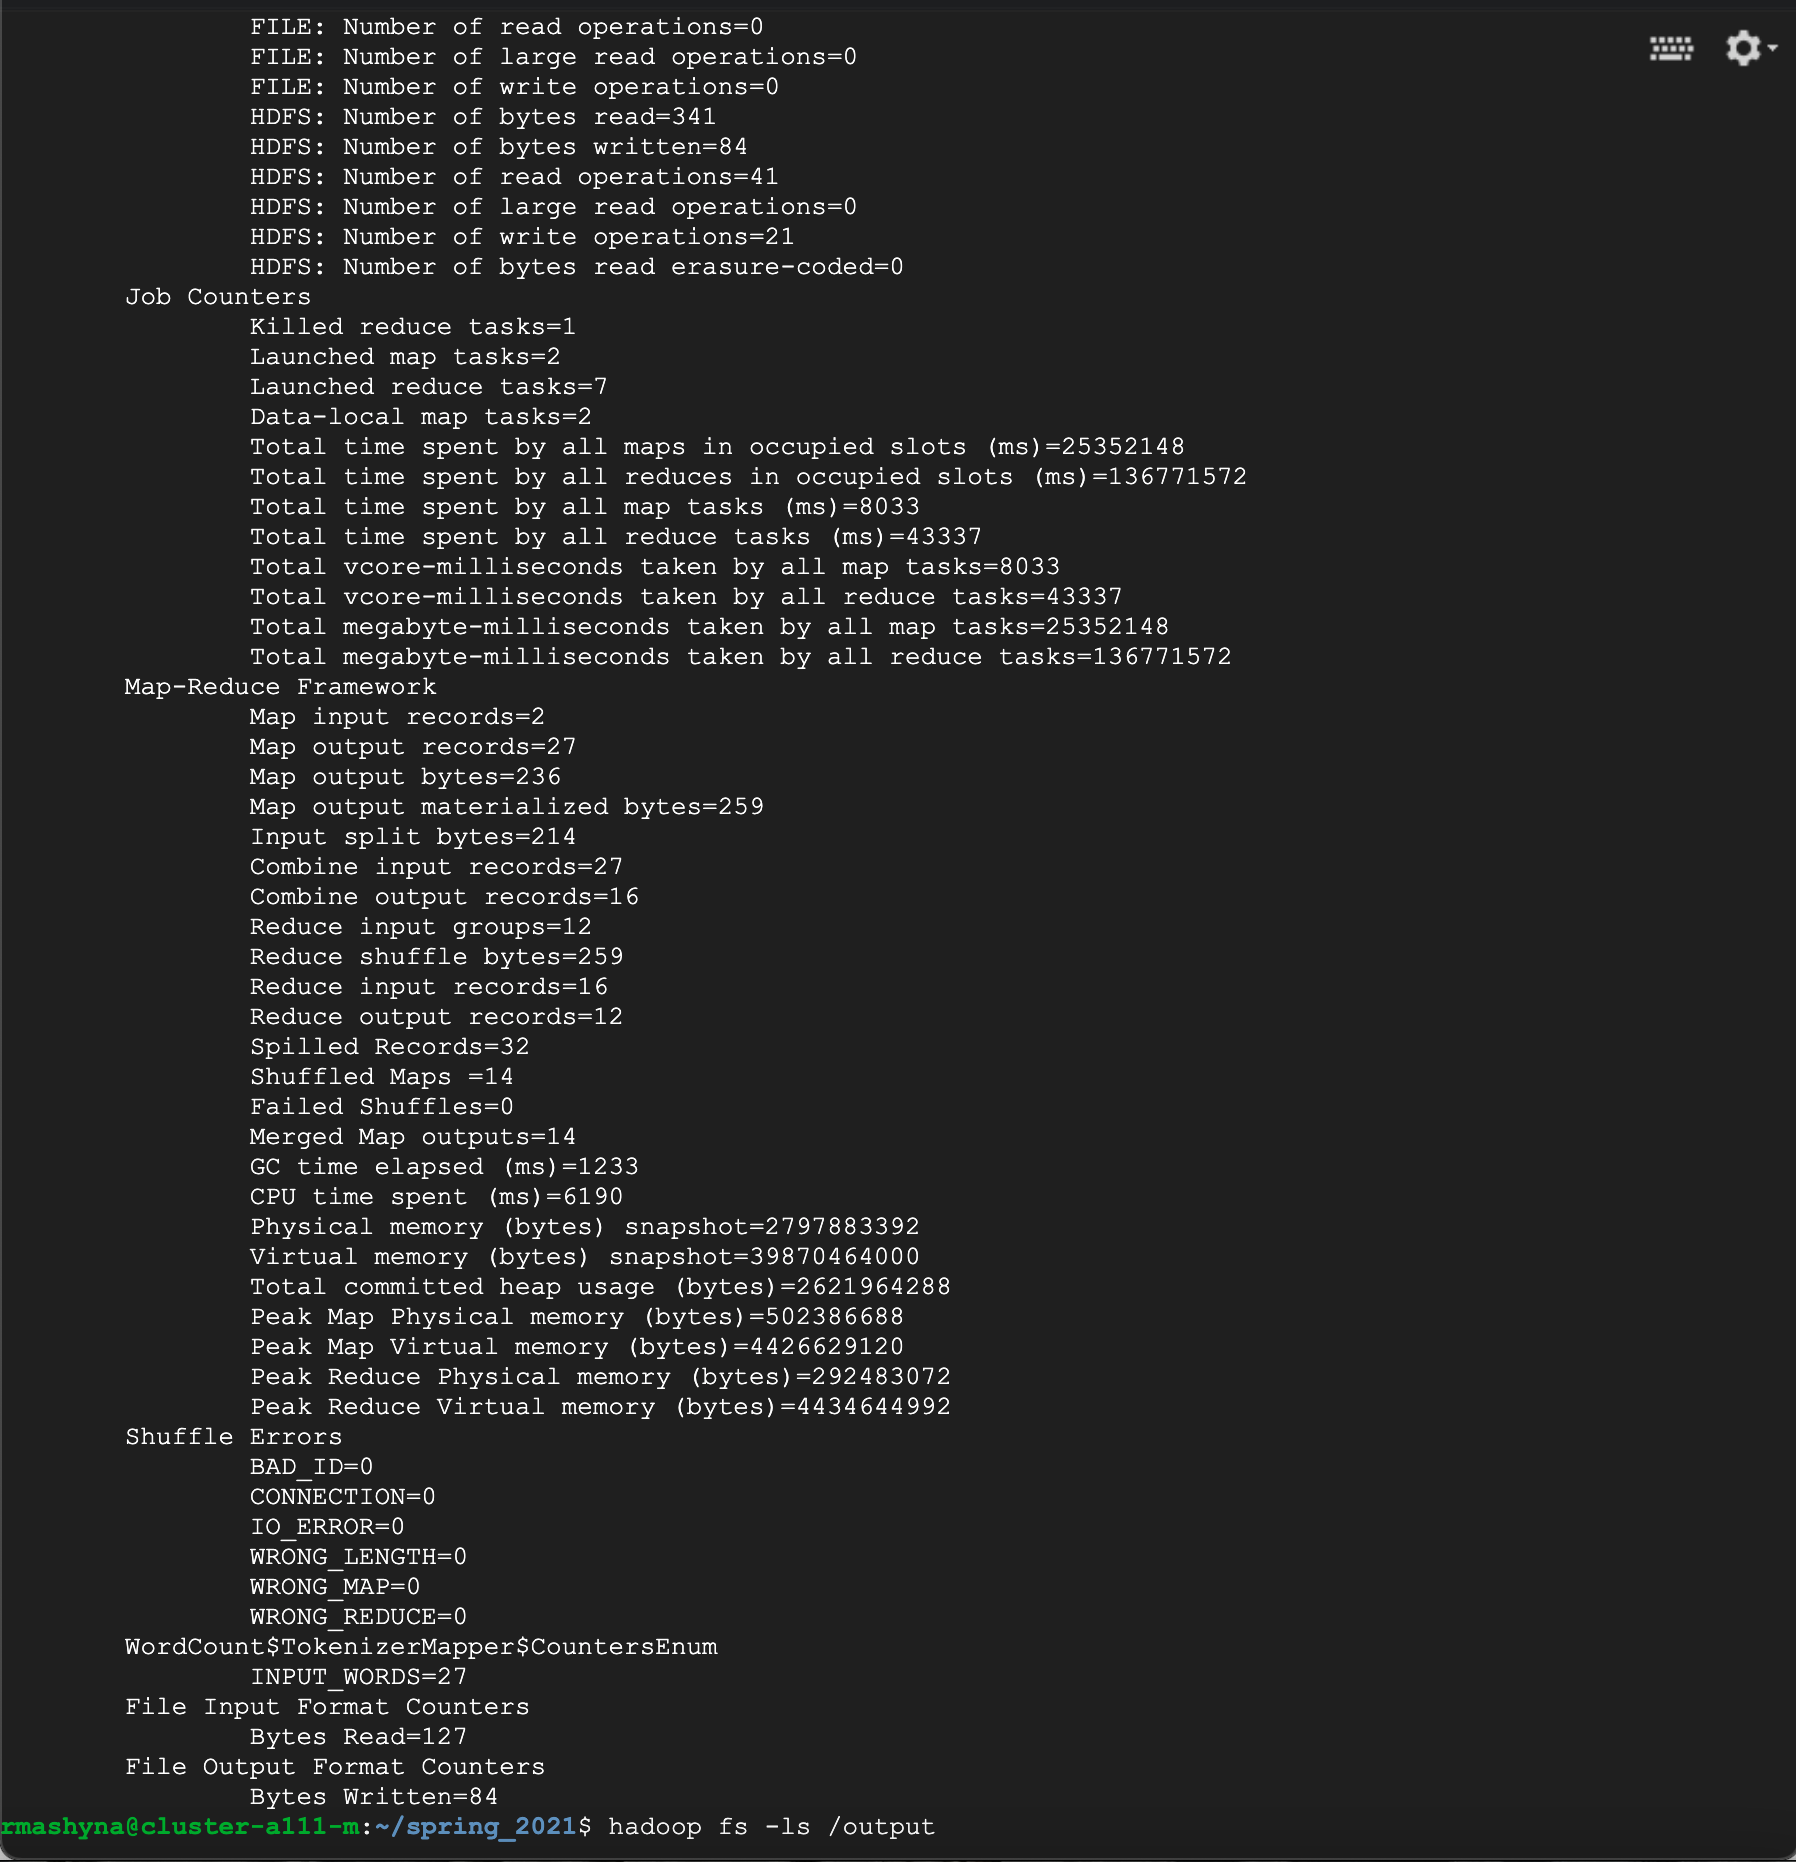 FILE: Number of read operations=0
FILE: Number of large read operations=0
FILE: Number of write operations=0
HDFS: Number of bytes read=341
HDFS: Number of bytes written=84
HDFS: Number of read operations=41
HDFS: Number of large read operations=0
HDFS: Number of write operations=21
HDFS: Number of bytes read erasure-coded=0
Job Counters
Killed reduce tasks=1
Launched map tasks=2
Launched reduce tasks=7
Data-local map tasks=2
Total time spent by all maps in occupied slots (ms)=25352148
Total time spent by all reduces in occupied slots (ms)=136771572
Total time spent by all map tasks (ms)=8033
Total time spent by all reduce tasks (ms)=43337
Total vcore-milliseconds taken by all map tasks=8033
Total vcore-milliseconds taken by all reduce tasks=43337
Total megabyte-milliseconds taken by all map tasks=25352148
Total megabyte-milliseconds taken by all reduce tasks=136771572
Map-Reduce Framework
Map input records=2
Map output records=27
Map output bytes=236
Map output materialized bytes=259
Input split bytes=214
Combine input records=27
Combine output records=16
Reduce input groups=12
Reduce shuffle bytes=259
Reduce input records=16
Reduce output records=12
Spilled Records=32
Shuffled Maps =14
Failed Shuffles=0
Merged Map outputs=14
GC time elapsed (ms)=1233
CPU time spent (ms)=6190
Physical memory (bytes) snapshot=2797883392
Virtual memory (bytes) snapshot=39870464000
Total committed heap usage (bytes)=2621964288
Peak Map Physical memory (bytes)=502386688
Peak Map Virtual memory (bytes)=4426629120
Peak Reduce Physical memory (bytes)=292483072
Peak Reduce Virtual memory (bytes)=4434644992
Shuffle Errors
BAD_ID=0
CONNECTION=0
IO_ERROR=0
WRONG_LENGTH=0
WRONG_MAP=0
WRONG_REDUCE=0
WordCount$TokenizerMapper$CountersEnum
INPUT_WORDS=27
File Input Format Counters
Bytes Read=127
File Output Format Counters
Bytes Written=84
rmashyna@cluster-a111-m:~/spring_2021$ hadoop fs -ls /output